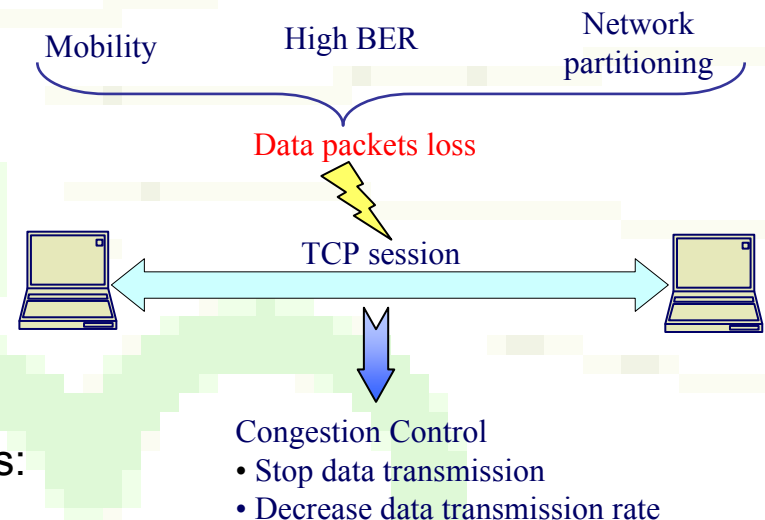 Mobility
High BER
Network
partitioning
Data packets loss
TCP session
Congestion Control
s:
• Stop data transmission
• Decrease data transmission rate